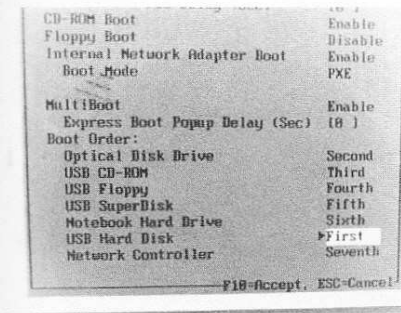 CD-ROM Boot Enable
Floppy Boot Disable
Internal Network Adapter Boot Enable
Boot Mode PXE
MultiBoot Enable
Express Boot Popup Delay (Sec) [0 ]
Boot Order:
Optical Disk Drive Second
USB CD-ROM Third
USB Floppy Fourth
USB SuperDisk Fifth
Notebook Hard Drive Sixth
USB Hard Disk ▶First
Network Controller Seventh
F10=Accept, ESC=Cancel